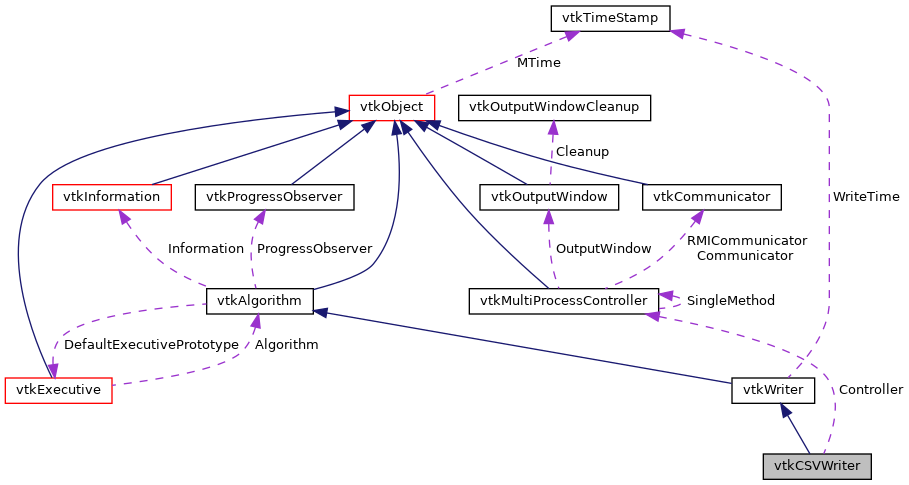 vtkTimeStamp
MTime
vtkObject
vtkOutputWindowCleanup
Cleanup
vtkInformation
vtkProgressObserver
vtkOutputWindow
vtkCommunicator
WriteTime
Information
ProgressObserver
OutputWindow
RMICommunicator
Communicator
vtkAlgorithm
vtkMultiProcessController
SingleMethod
DefaultExecutivePrototype
Algorithm
vtkExecutive
vtkWriter
Controller
vtkCSVWriter